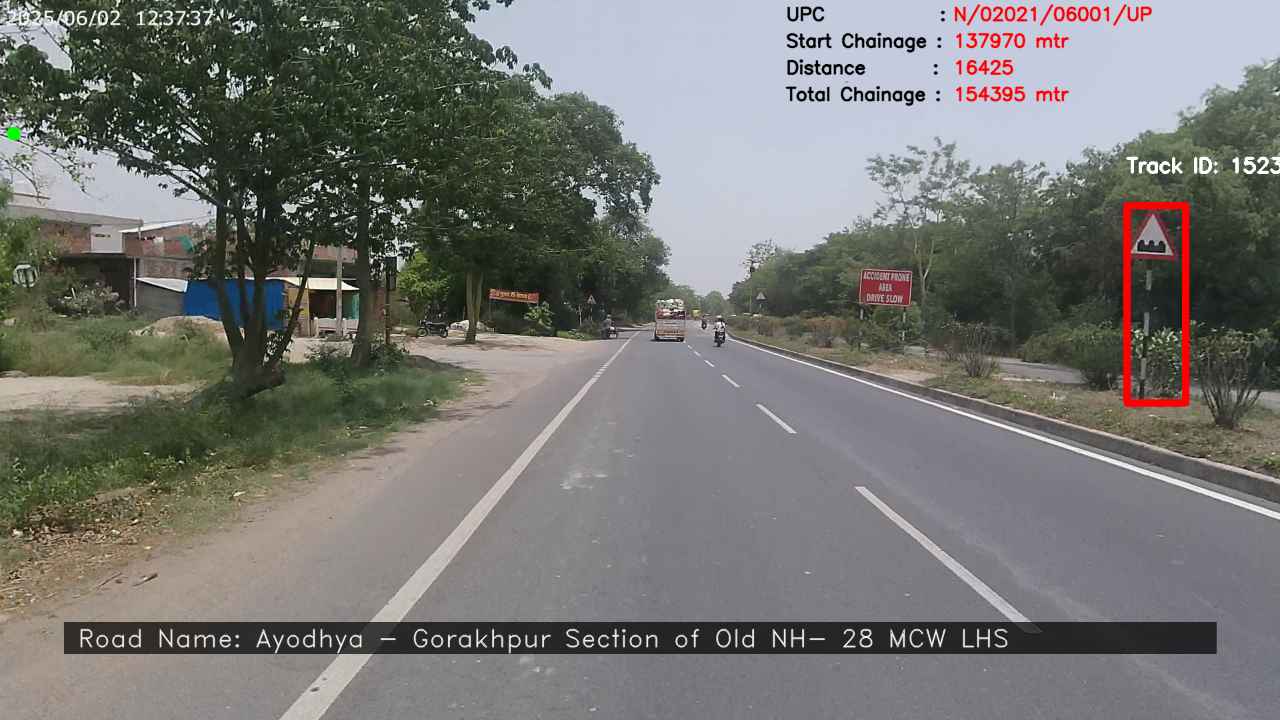 2025/06/02 12:37:37
UPC : N/02021/06001/UP
Start Chainage : 137970 mtr
Distance : 16425
Total Chainage : 154395 mtr
Track ID: 1523
ACCIDENT PRONE
AREA
DRIVE SLOW
Road Name: Ayodhya - Gorakhpur Section of Old NH- 28 MCW LHS